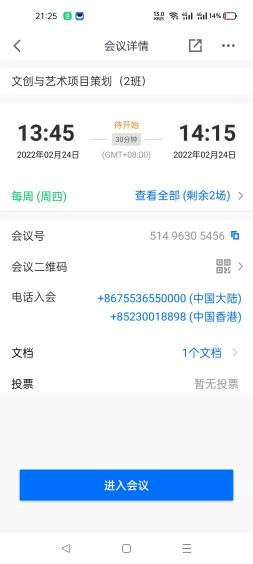 21:25
13.0 KB/S
14%
会议详情
文创与艺术项目策划（2班）
待开始
13:45
30分钟
14:15
2022年02月24日
(GMT+08:00)
2022年02月24日
每周 (周四)
查看全部 (剩余2场)
会议号
514 9630 5456
会议二维码
电话入会
+8675536550000 (中国大陆)
+85230018898 (中国香港)
文档
1个文档
投票
暂无投票
进入会议